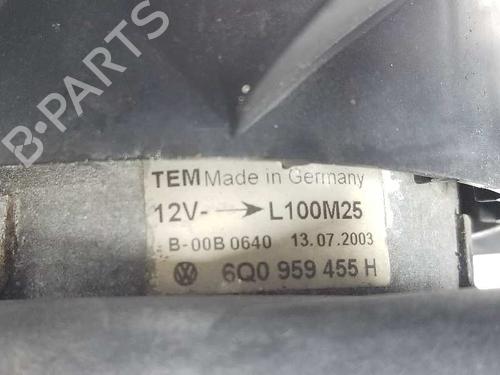 B-PARTS
TEM Made in Germany
12V-→L100M25
B-00B 0640 13.07.2003
6Q0 959 455 H